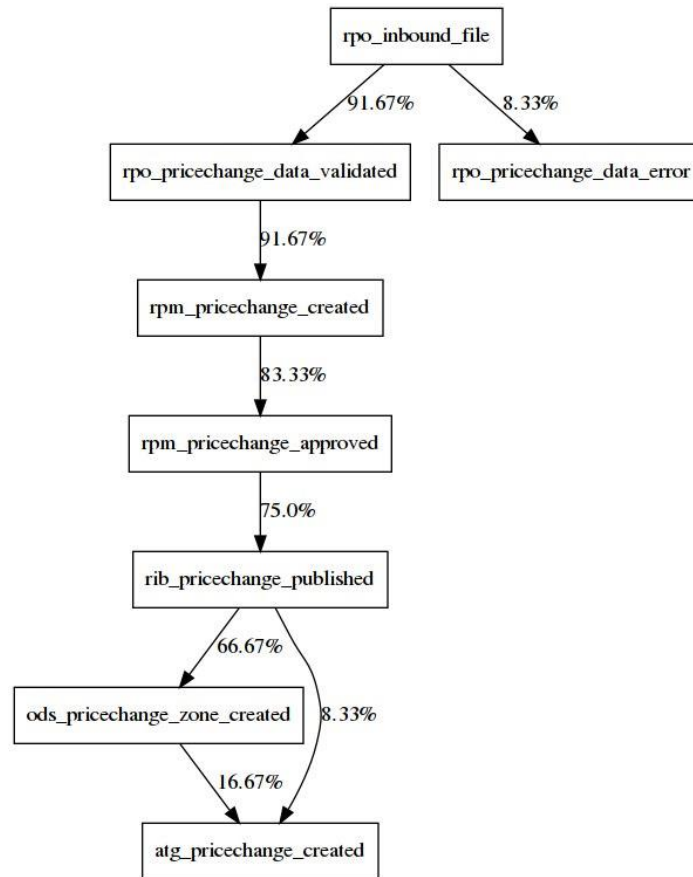 rpo_inbound_file
91.67%
8.33%
rpo_pricechange_data_validated
rpo_pricechange_data_error
91.67%
rpm_pricechange_created
83.33%
rpm_pricechange_approved
75.0%
rib_pricechange_published
66.67%
ods_pricechange_zone_created
8.33%
16.67%
atg_pricechange_created